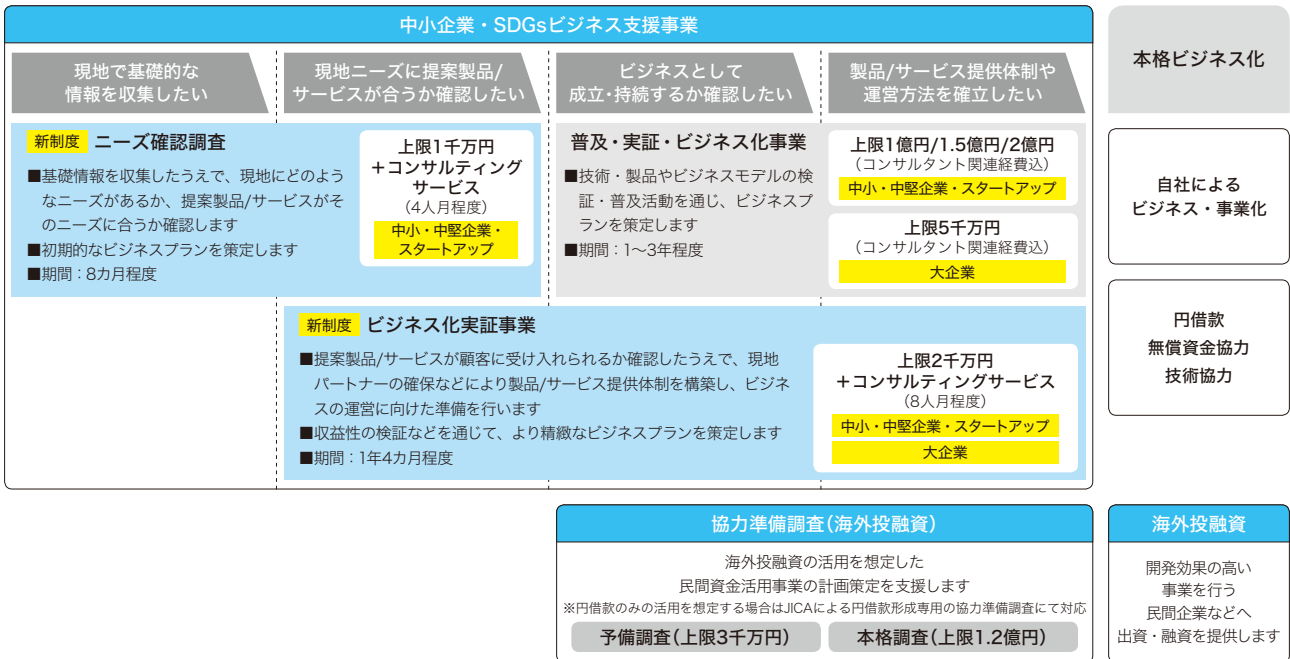 中小企業・SDGsビジネス支援事業
現地で基礎的な
情報を収集したい
現地ニーズに提案製品/
サービスが合うか確認したい
ビジネスとして
成立・持続するか確認したい
製品/サービス提供体制や
運営方法を確立したい
本格ビジネス化
新制度 ニーズ確認調査
■基礎情報を収集したうえで、現地にどのよう
なニーズがあるか、提案製品/サービスがそ
のニーズに合うか確認します
■初期的なビジネスプランを策定します
■期間：8カ月程度
上限1千万円
＋コンサルティング
サービス
（4人月程度）
中小・中堅企業・
スタートアップ
普及・実証・ビジネス化事業
■技術・製品やビジネスモデルの検
証・普及活動を通じ、ビジネスプ
ランを策定します
■期間：1〜3年程度
上限1億円/1.5億円/2億円
（コンサルタント関連経費込）
中小・中堅企業・スタートアップ
上限5千万円
（コンサルタント関連経費込）
大企業
自社による
ビジネス・事業化
新制度 ビジネス化実証事業
■提案製品/サービスが顧客に受け入れられるか確認したうえで、現地
パートナーの確保などにより製品/サービス提供体制を構築し、ビジネ
スの運営に向けた準備を行います
■収益性の検証などを通じて、より精緻なビジネスプランを策定します
■期間：1年4カ月程度
上限2千万円
＋コンサルティングサービス
（8人月程度）
中小・中堅企業・スタートアップ
大企業
円借款
無償資金協力
技術協力
協力準備調査（海外投融資）
海外投融資の活用を想定した
民間資金活用事業の計画策定を支援します
※円借款のみの活用を想定する場合はJICAによる円借款形成専用の協力準備調査にて対応
予備調査（上限3千万円）
本格調査（上限1.2億円）
海外投融資
開発効果の高い
事業を行う
民間企業などへ
出資・融資を提供します